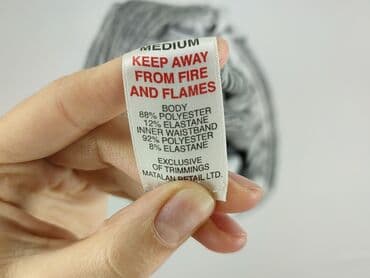 MEDIUM
KEEP AWAY
FROM FIRE
AND FLAMES
BODY
88% POLYESTER
12% ELASTANE
INNER WAISTBAND
92% POLYESTER
8% ELASTANE
EXCLUSIVE
OF TRIMMINGS
MATALAN RETAIL LTD.